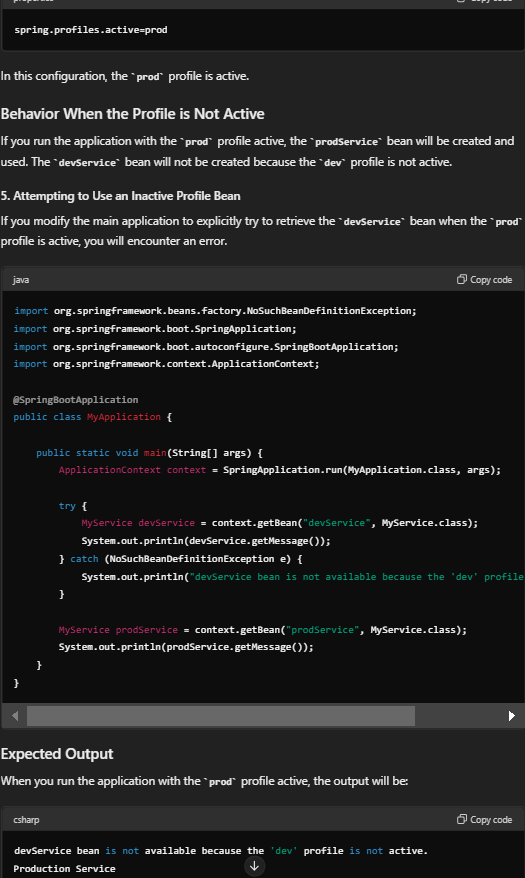 spring.profiles.active=prod
In this configuration, the `prod` profile is active.
Behavior When the Profile is Not Active
If you run the application with the `prod` profile active, the `prodService` bean will be created and
used. The `devService` bean will not be created because the `dev` profile is not active.
5. Attempting to Use an Inactive Profile Bean
If you modify the main application to explicitly try to retrieve the `devService` bean when the `prod`
profile is active, you will encounter an error.
java Copy code
import org.springframework.beans.factory.NoSuchBeanDefinitionException;
import org.springframework.boot.SpringApplication;
import org.springframework.boot.autoconfigure.SpringBootApplication;
import org.springframework.context.ApplicationContext;
@SpringBootApplication
public class MyApplication {
public static void main(String[] args) {
ApplicationContext context = SpringApplication.run(MyApplication.class, args);
try {
MyService devService = context.getBean("devService", MyService.class);
System.out.println(devService.getMessage());
} catch (NoSuchBeanDefinitionException e) {
System.out.println("devService bean is not available because the 'dev' profile
}
MyService prodService = context.getBean("prodService", MyService.class);
System.out.println(prodService.getMessage());
}
}
Expected Output
When you run the application with the `prod` profile active, the output will be:
csharp Copy code
devService bean is not available because the 'dev' profile is not active.
Production Service